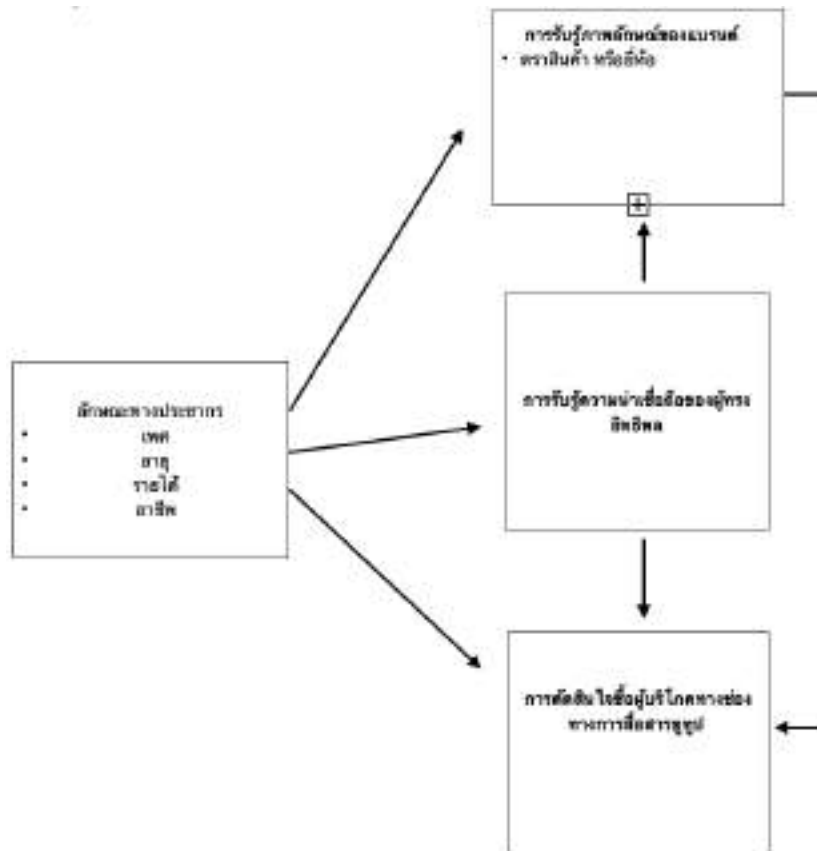 การรับรู้ภาพลักษณ์ของแบรนด์
• ตราสินค้า หรือยี่ห้อ
ลักษณะทางประชากร
• เพศ
• อายุ
• รายได้
• อาชีพ
การรับรู้ความน่าเชื่อถือของผู้ทรง
อิทธิพล
การตัดสินใจซื้อผู้บริโภคทางช่อง
ทางการสื่อสารยูทูป